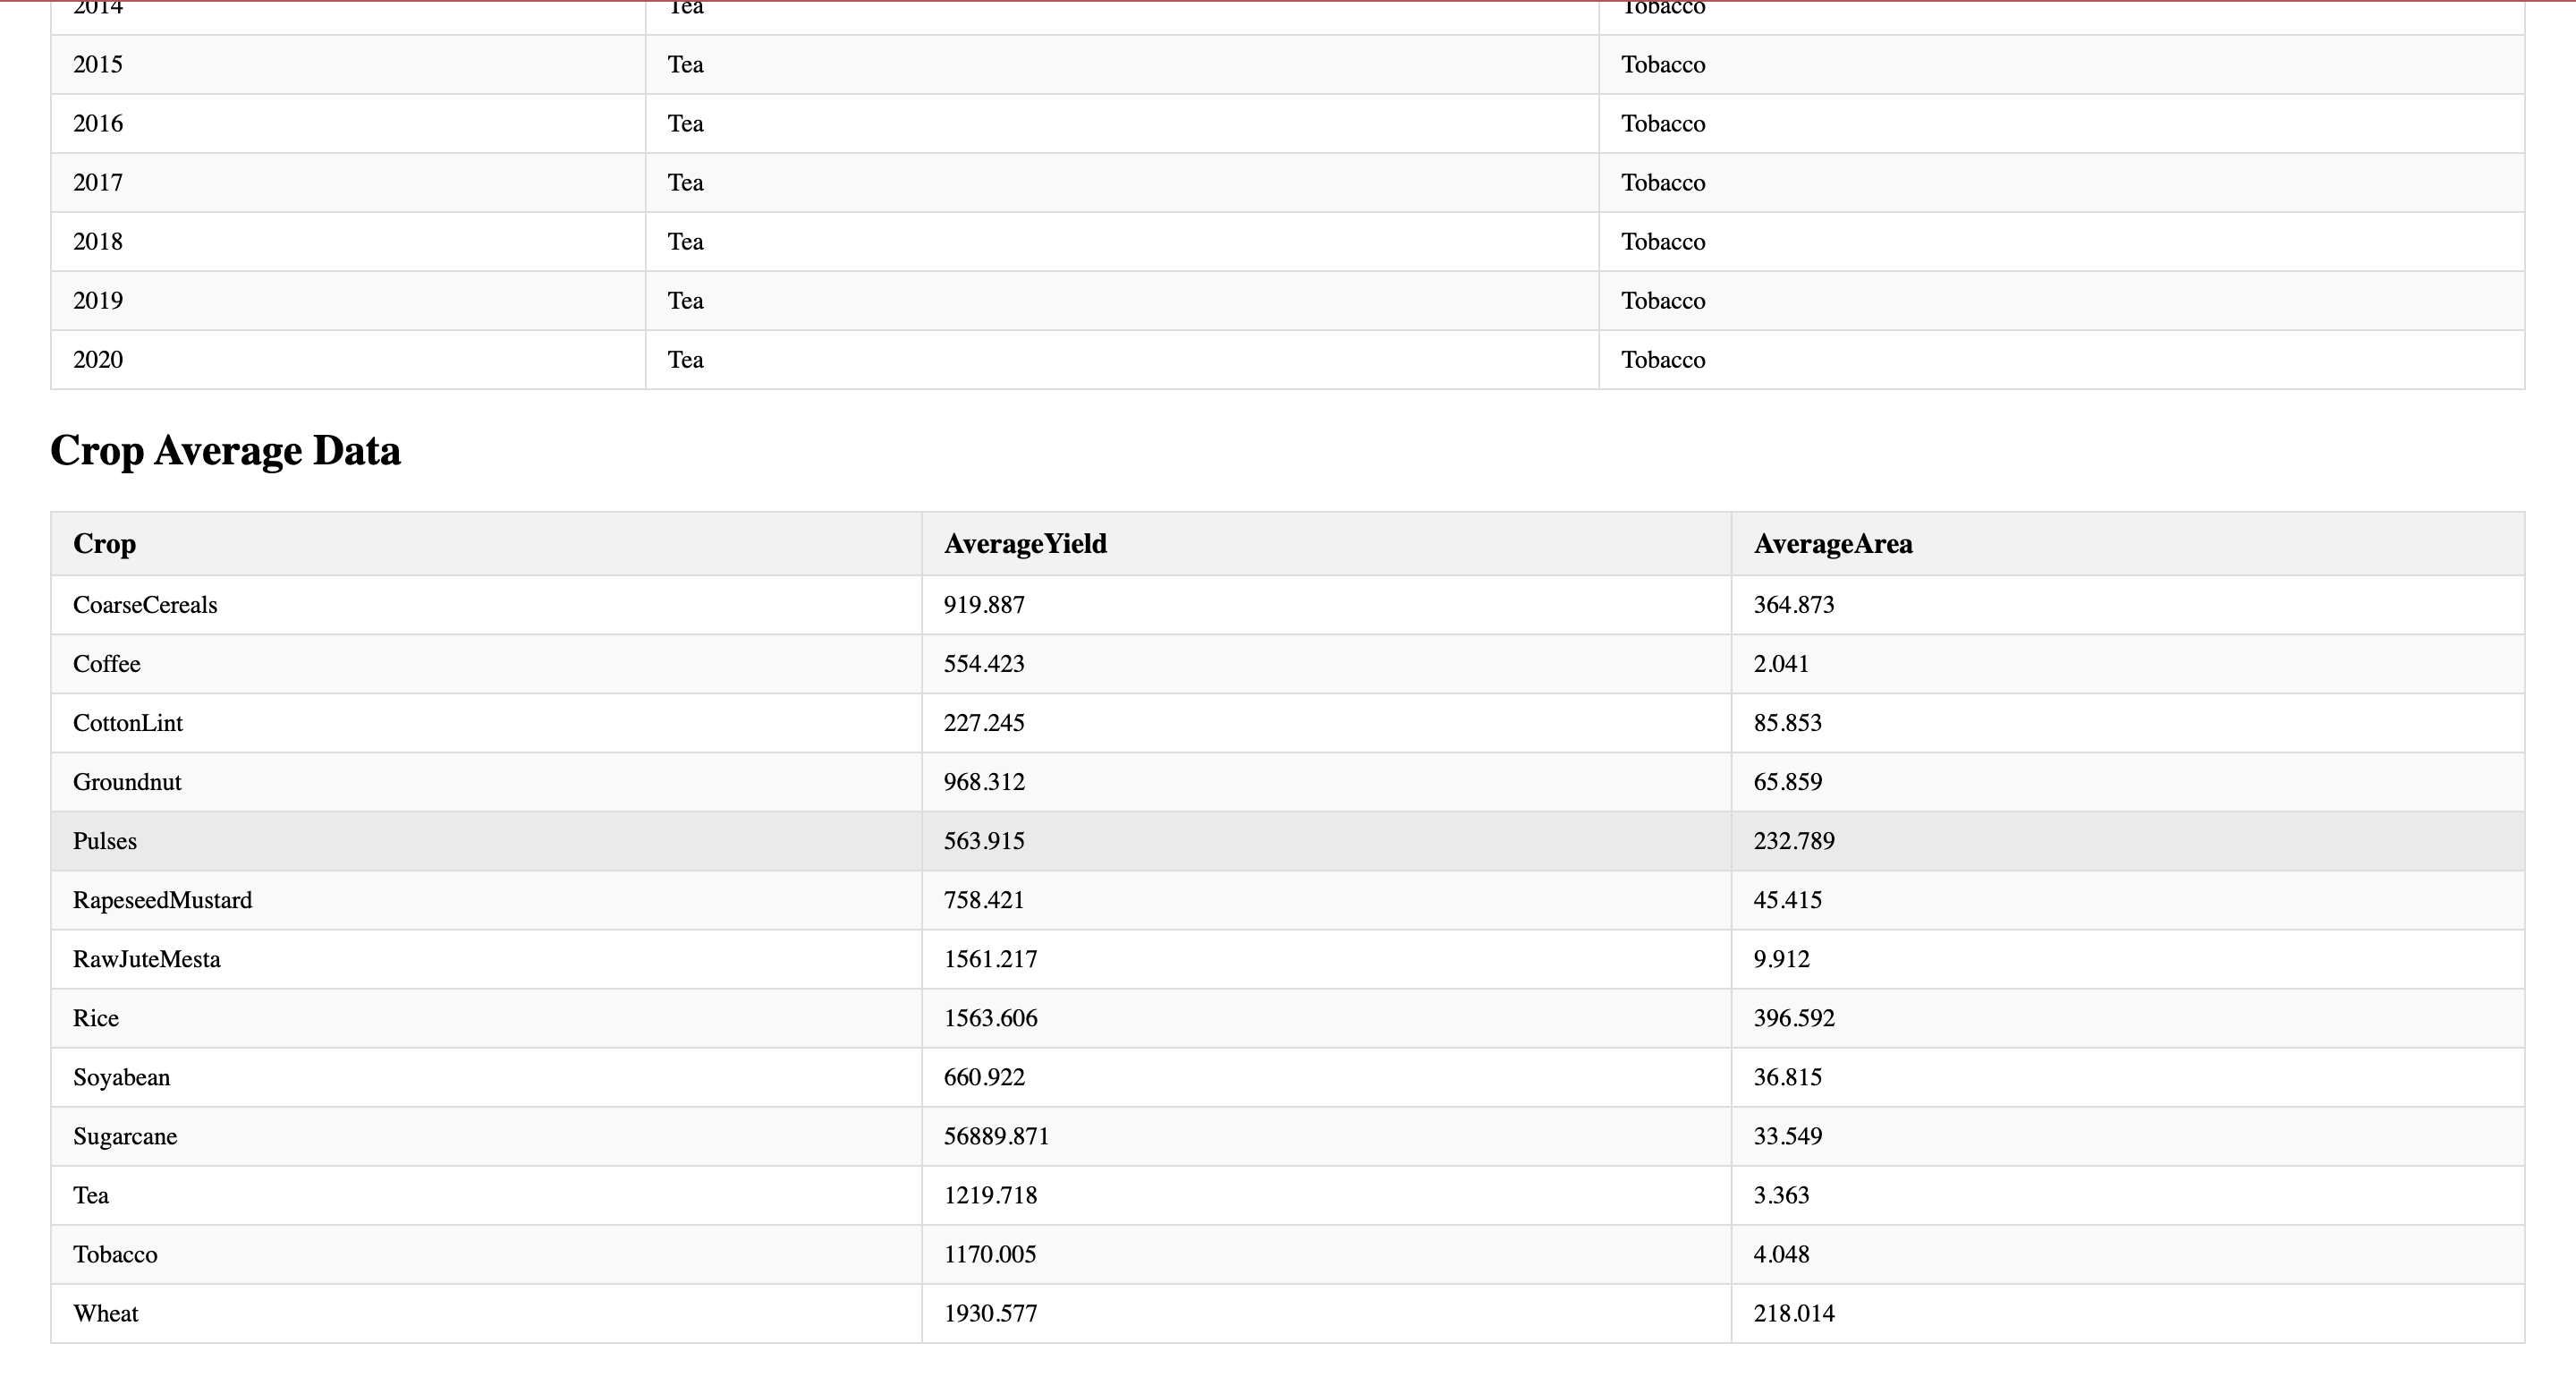 2014 Tea Tobacco
2015 Tea Tobacco
2016 Tea Tobacco
2017 Tea Tobacco
2018 Tea Tobacco
2019 Tea Tobacco
2020 Tea Tobacco
Crop Average Data
Crop AverageYield AverageArea
CoarseCereals 919.887 364.873
Coffee 554.423 2.041
CottonLint 227.245 85.853
Groundnut 968.312 65.859
Pulses 563.915 232.789
RapeseedMustard 758.421 45.415
RawJuteMesta 1561.217 9.912
Rice 1563.606 396.592
Soyabean 660.922 36.815
Sugarcane 56889.871 33.549
Tea 1219.718 3.363
Tobacco 1170.005 4.048
Wheat 1930.577 218.014